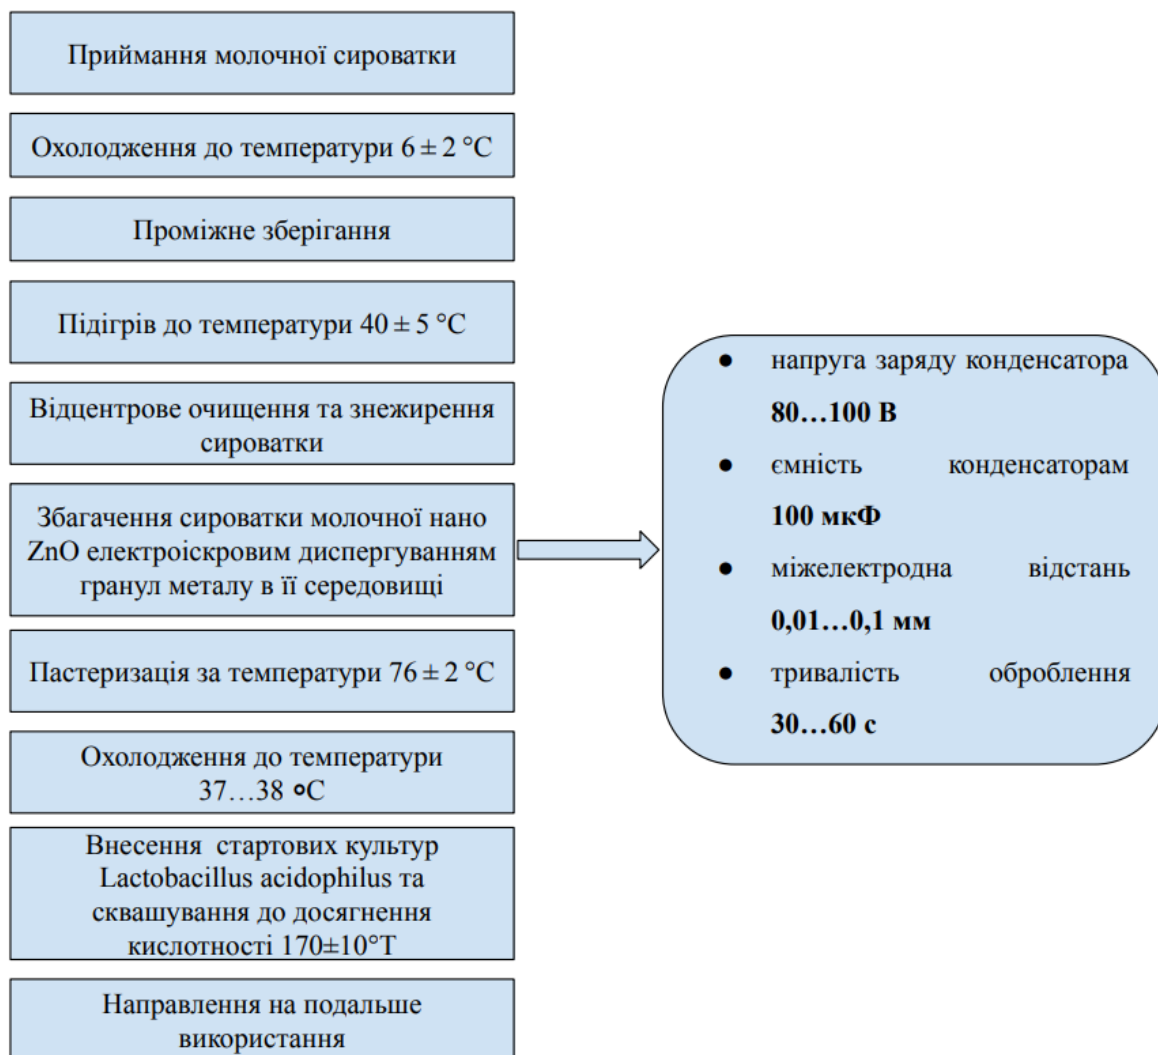 Приймання молочної сироватки
Охолодження до температури 6 ± 2 °С
Проміжне зберігання
Підігрів до температури 40 ± 5 °С
Відцентрове очищення та знежирення
сироватки
Збагачення сироватки молочної нано
ZnO електроіскровим диспергуванням
гранул металу в її середовищі
Пастеризація за температури 76 ± 2 °С
Охолодження до температури
37…38 °С
Внесення стартових культур
Lactobacillus acidophilus та
сквашування до досягнення
кислотності 170±10°Т
Направлення на подальше
використання
● напруга заряду конденсатора
80…100 В
● ємність конденсаторам
100 мкФ
● міжелектродна відстань
0,01…0,1 мм
● тривалість оброблення
30…60 с